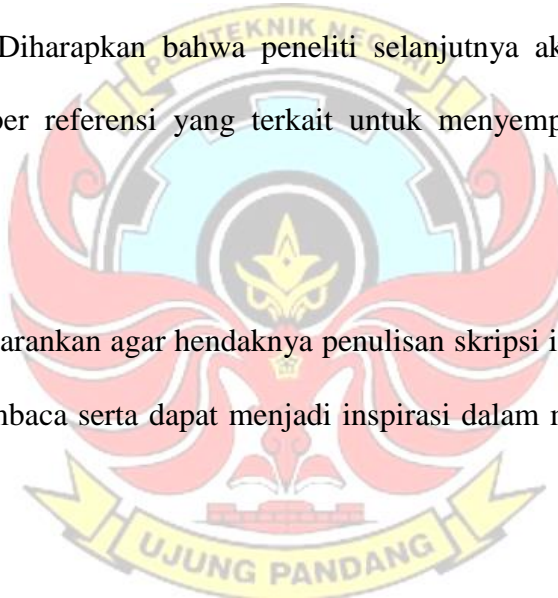 POLITEKNIK NEGERI
Diharapkan bahwa peneliti selanjutnya ak
ber referensi yang terkait untuk menyemp
arankan agar hendaknya penulisan skripsi i
mbaca serta dapat menjadi inspirasi dalam
UJUNG PANDANG